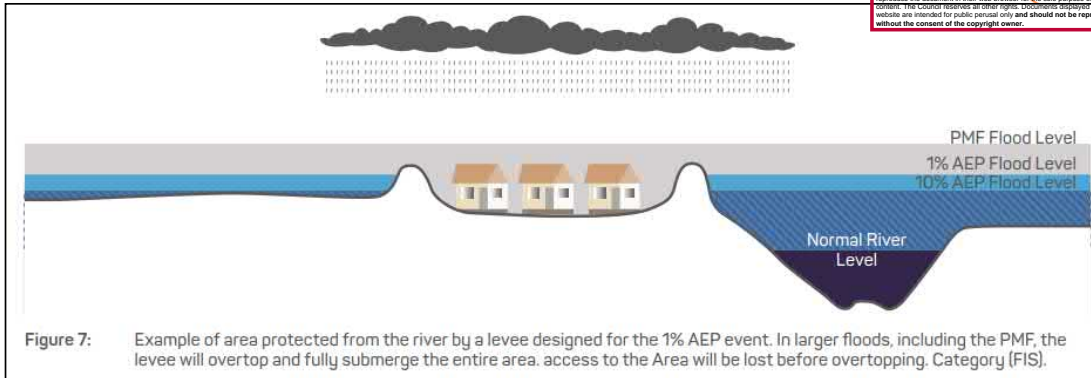 content. The Council reserves all other rights. Documents displayed
website are intended for public perusal only and should not be rep
without the consent of the copyright owner.
PMF Flood Level
1% AEP Flood Level
10% AEP Flood Level
Normal River
Level
Figure 7: Example of area protected from the river by a levee designed for the 1% AEP event. In larger floods, including the PMF, the
levee will overtop and fully submerge the entire area. access to the Area will be lost before overtopping. Category (FIS).